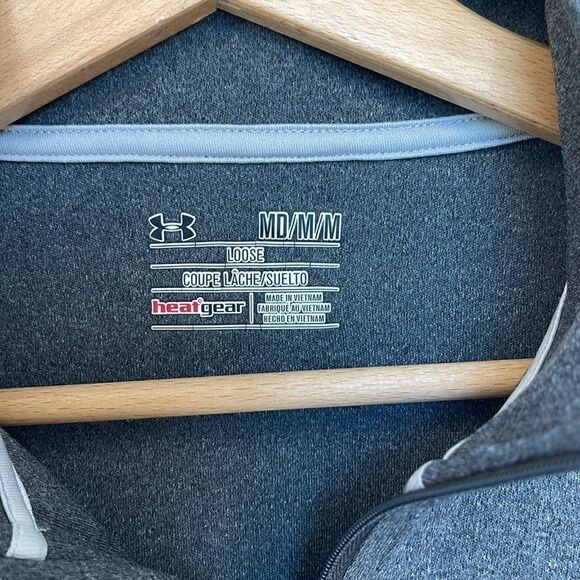 MD/M/M
LOOSE
COUPE LÂCHE/SUELTO
heatgear
MADE IN VIETNAM
FABRIQUÉ AU VIETNAM
HECHO EN VIETNAM